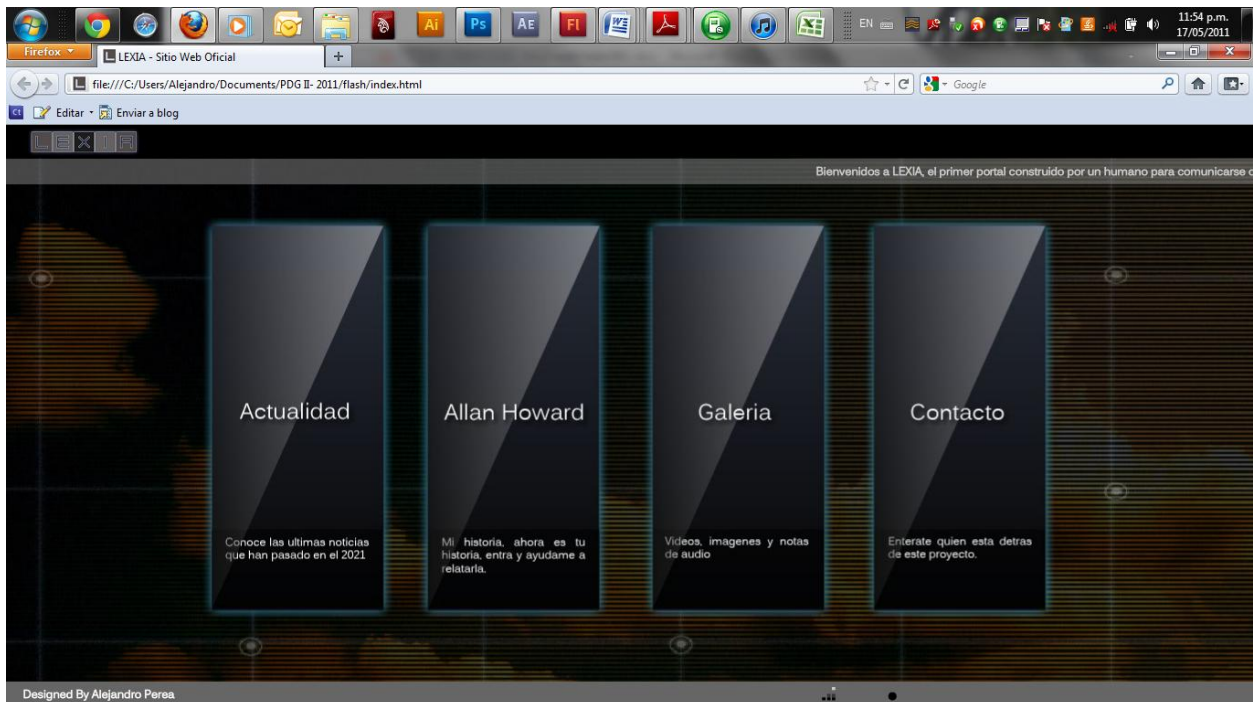 Ai
Ps
AE
Fl
EN
11:54 p.m.
17/05/2011
Firefox
LEXIA - Sitio Web Oficial
file:///C:/Users/Alejandro/Documents/PDG II- 2011/flash/index.html
Google
Editar
Enviar a blog
LEXIA
Bienvenidos a LEXIA, el primer portal construido por un humano para comunicarse
Actualidad
Allan Howard
Galeria
Contacto
Conoce las ultimas noticias
que han pasado en el 2021
Mi historia, ahora es tu
historia, entra y ayudame a
relatarla.
Videos, imagenes y notas
de audio
Enterate quien esta detras
de este proyecto.
Designed By Alejandro Perea